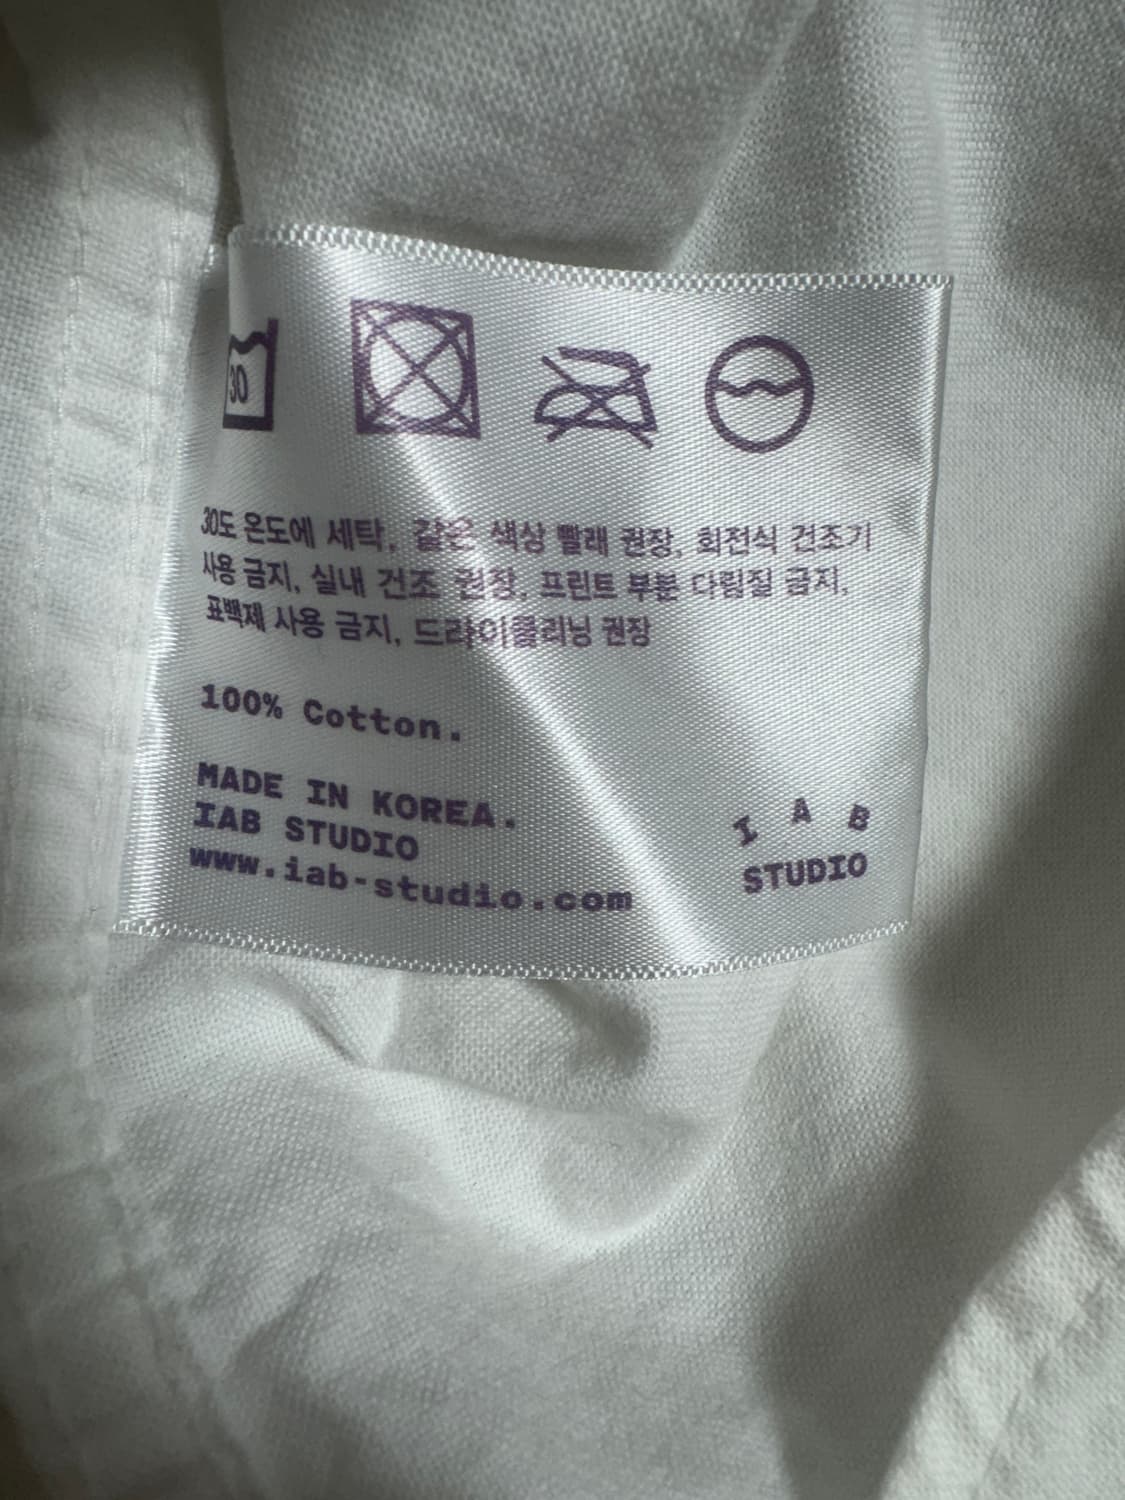 30
30도 온도에 세탁, 같은 색상 빨래 권장, 회전식 건조기
사용 금지, 실내 건조 권장, 프린트 부분 다림질 금지,
표백제 사용 금지, 드라이클리닝 권장
100% Cotton.
MADE IN KOREA.
IAB STUDIO
www.iab-studio.com
I A B
STUDIO